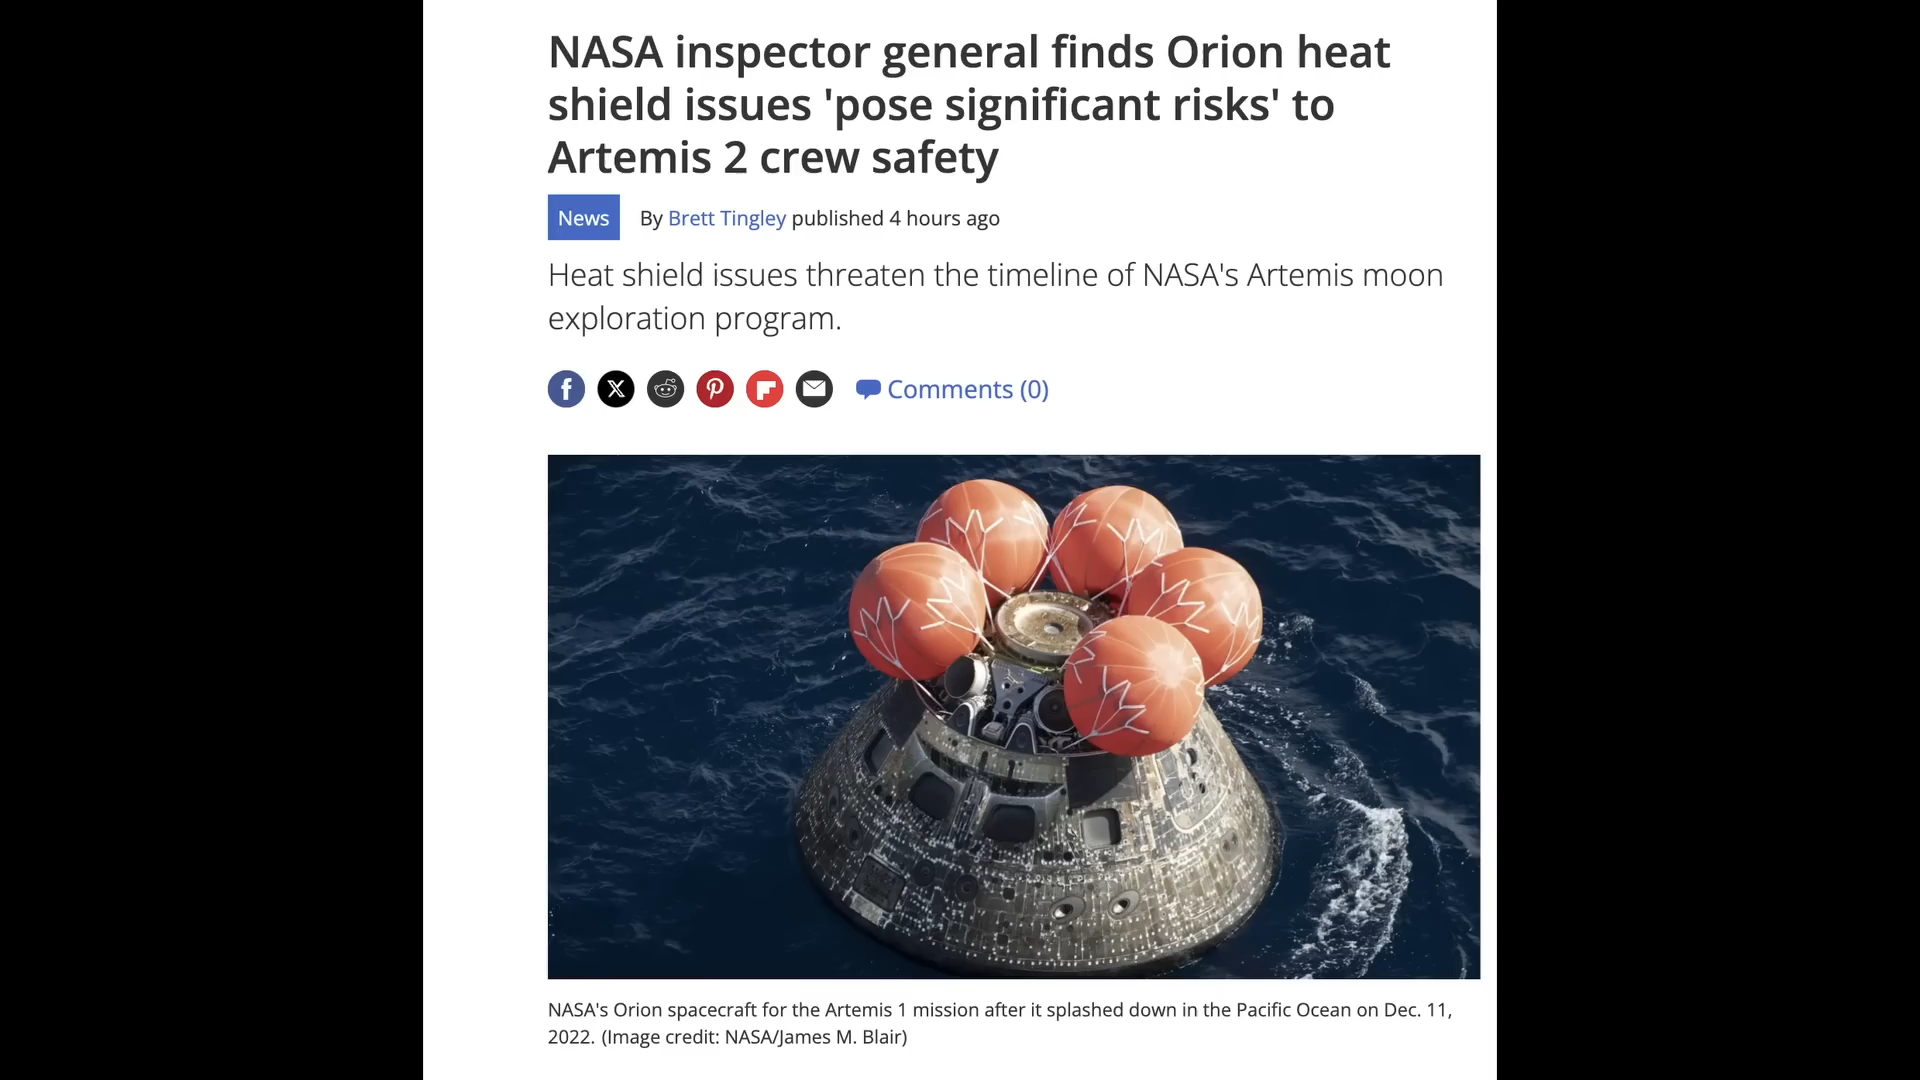 NASA inspector general finds Orion heat
shield issues 'pose significant risks' to
Artemis 2 crew safety
News By Brett Tingley published 4 hours ago
Heat shield issues threaten the timeline of NASA's Artemis moon
exploration program.
Comments (0)
NASA's Orion spacecraft for the Artemis 1 mission after it splashed down in the Pacific Ocean on Dec. 11,
2022. (Image credit: NASA/James M. Blair)